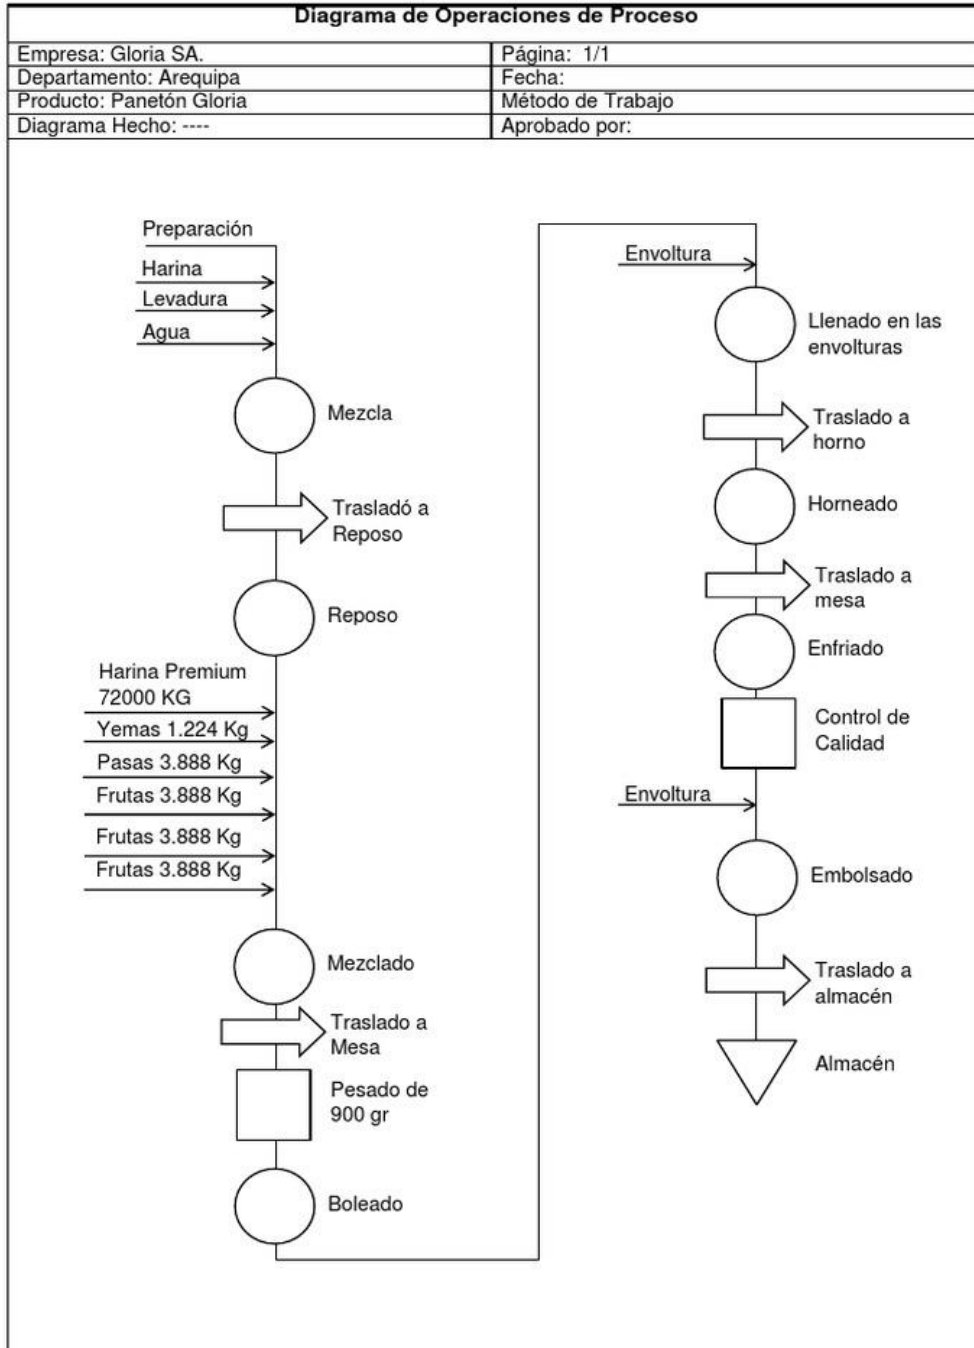 Diagrama de Operaciones de Proceso
Empresa: Gloria SA.
Página: 1/1
Departamento: Arequipa
Fecha:
Producto: Panetón Gloria
Método de Trabajo
Diagrama Hecho: ----
Aprobado por:
Preparación
Harina
Levadura
Agua
Mezcla
Trasladó a
Reposo
Reposo
Harina Premium
72000 KG
Yemas 1.224 Kg
Pasas 3.888 Kg
Frutas 3.888 Kg
Frutas 3.888 Kg
Frutas 3.888 Kg
Mezclado
Traslado a
Mesa
Pesado de
900 gr
Boleado
Envoltura
Llenado en las
envolturas
Traslado a
horno
Horneado
Traslado a
mesa
Enfriado
Control de
Calidad
Envoltura
Embolsado
Traslado a
almacén
Almacén